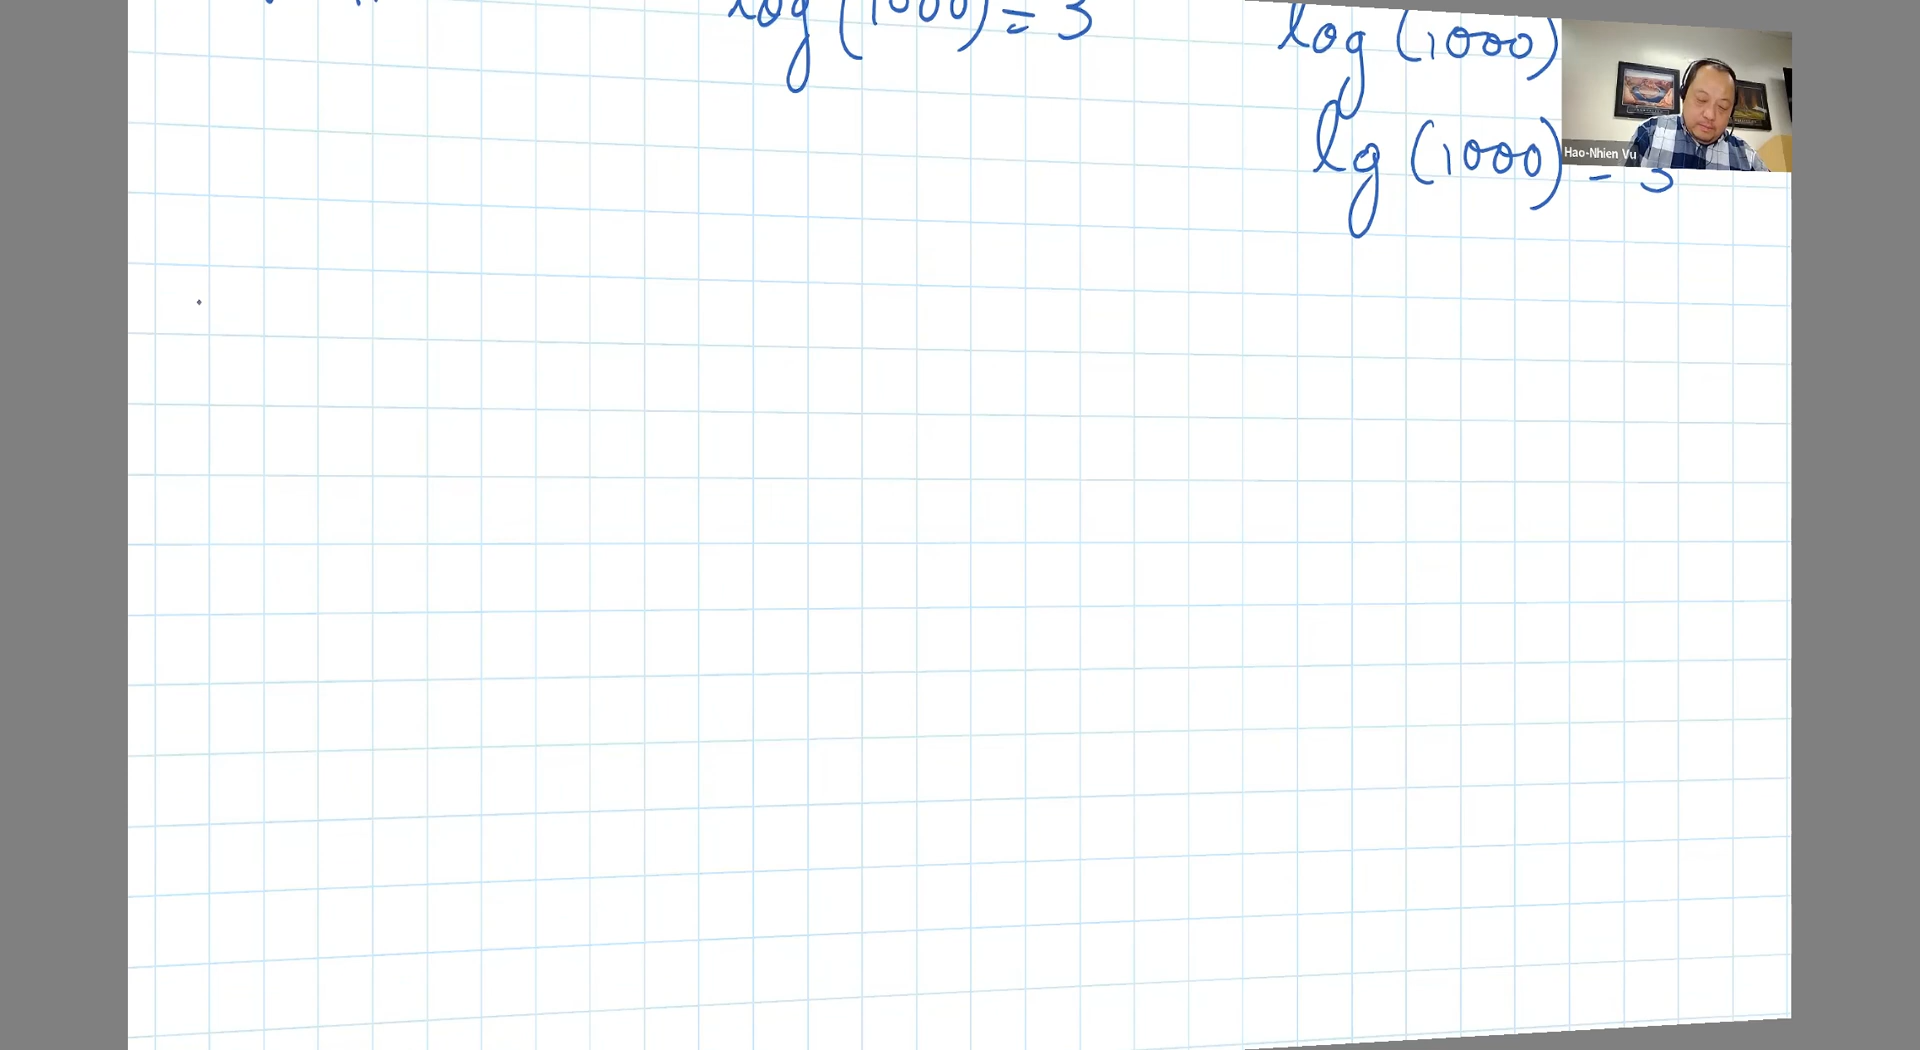 log (1000) = 3
log (1000)
lg (1000) = 3
Hao-Nhien Vu